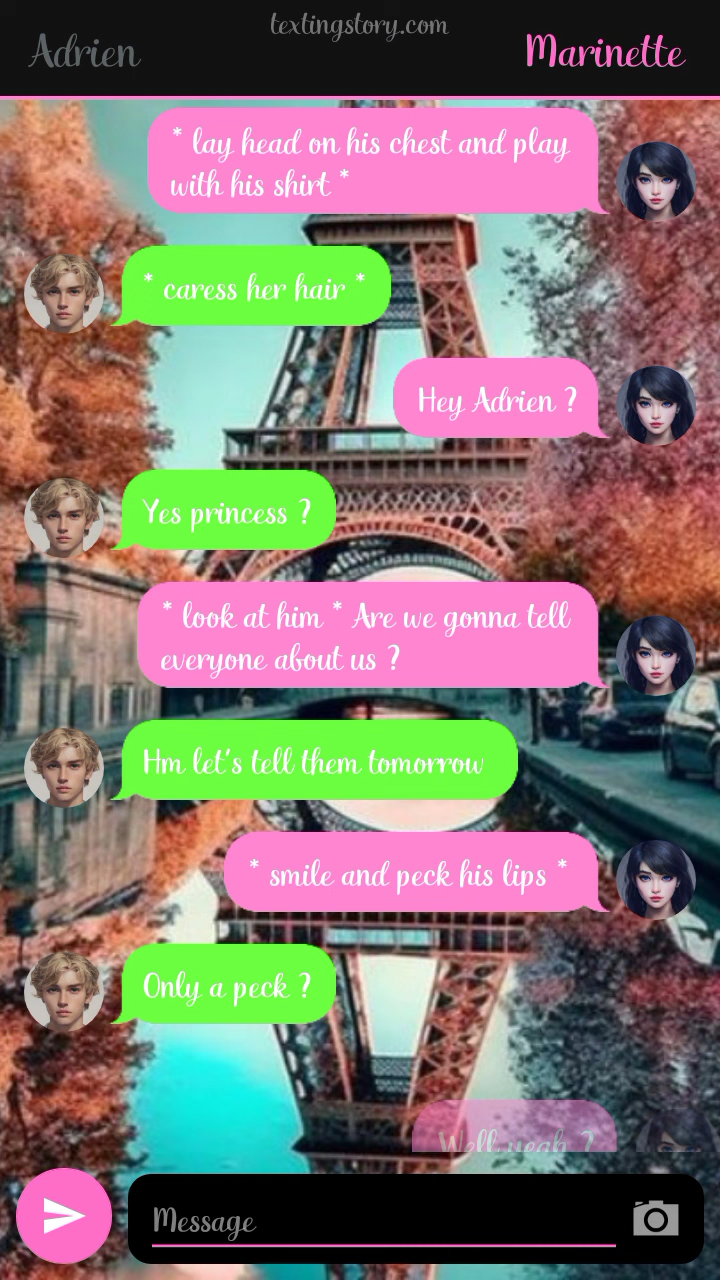 textingstory.com
Adrien
Marinette
* lay head on his chest and play
with his shirt *
* caress her hair *
Hey Adrien ?
Yes princess ?
* look at him * Are we gonna tell
everyone about us ?
Hm let's tell them tomorrow
* smile and peck his lips *
Only a peck ?
Well yeah ?
Message